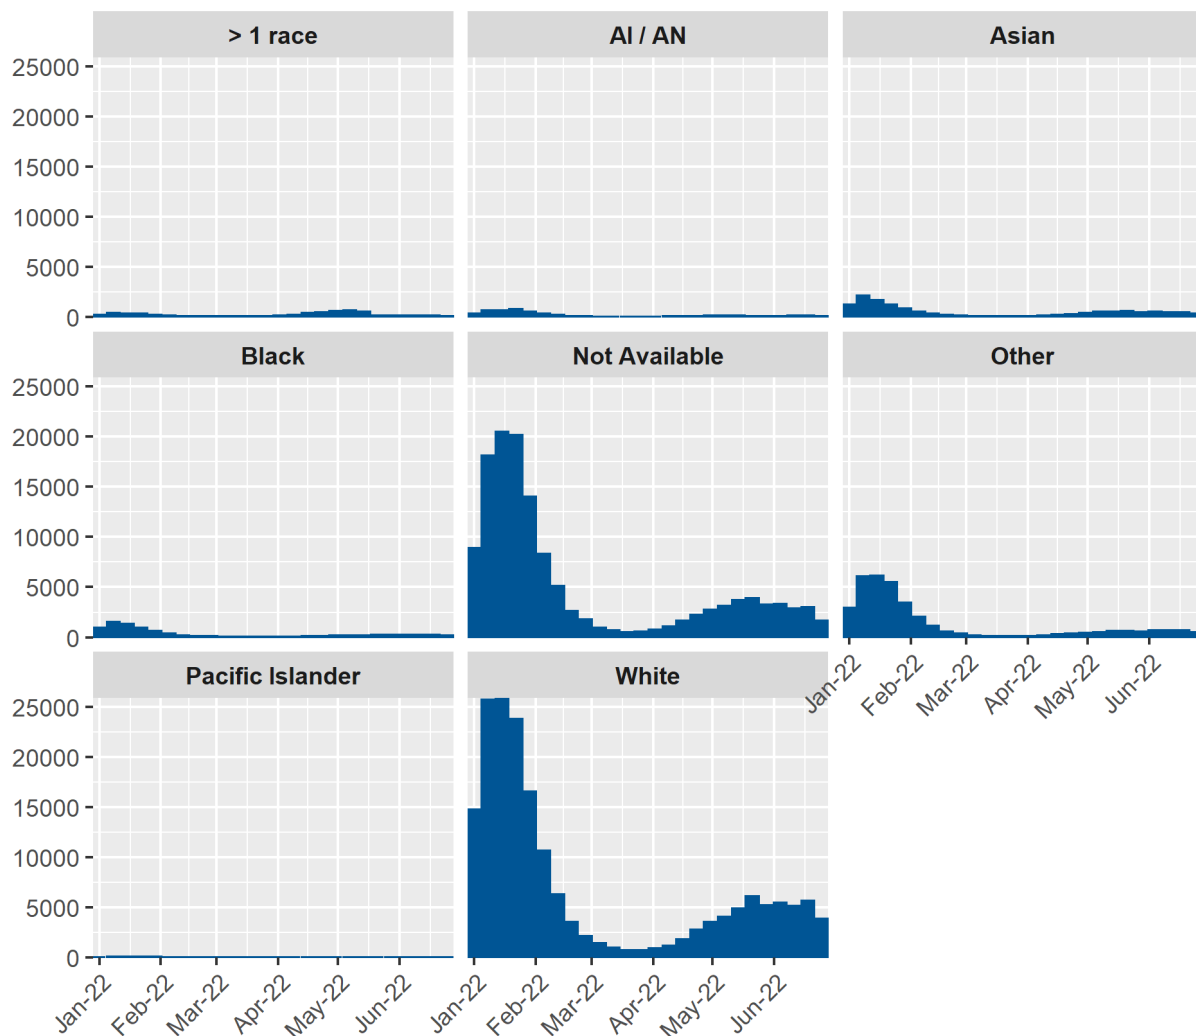 > 1 race
AI / AN
Asian
25000
20000
15000
10000
5000
0
Black
Not Available
Other
25000
20000
15000
10000
5000
0
Pacific Islander
White
Jan-22
Feb-22
Mar-22
Apr-22
May-22
Jun-22
25000
20000
15000
10000
5000
0
Jan-22
Feb-22
Mar-22
Apr-22
May-22
Jun-22
Jan-22
Feb-22
Mar-22
Apr-22
May-22
Jun-22